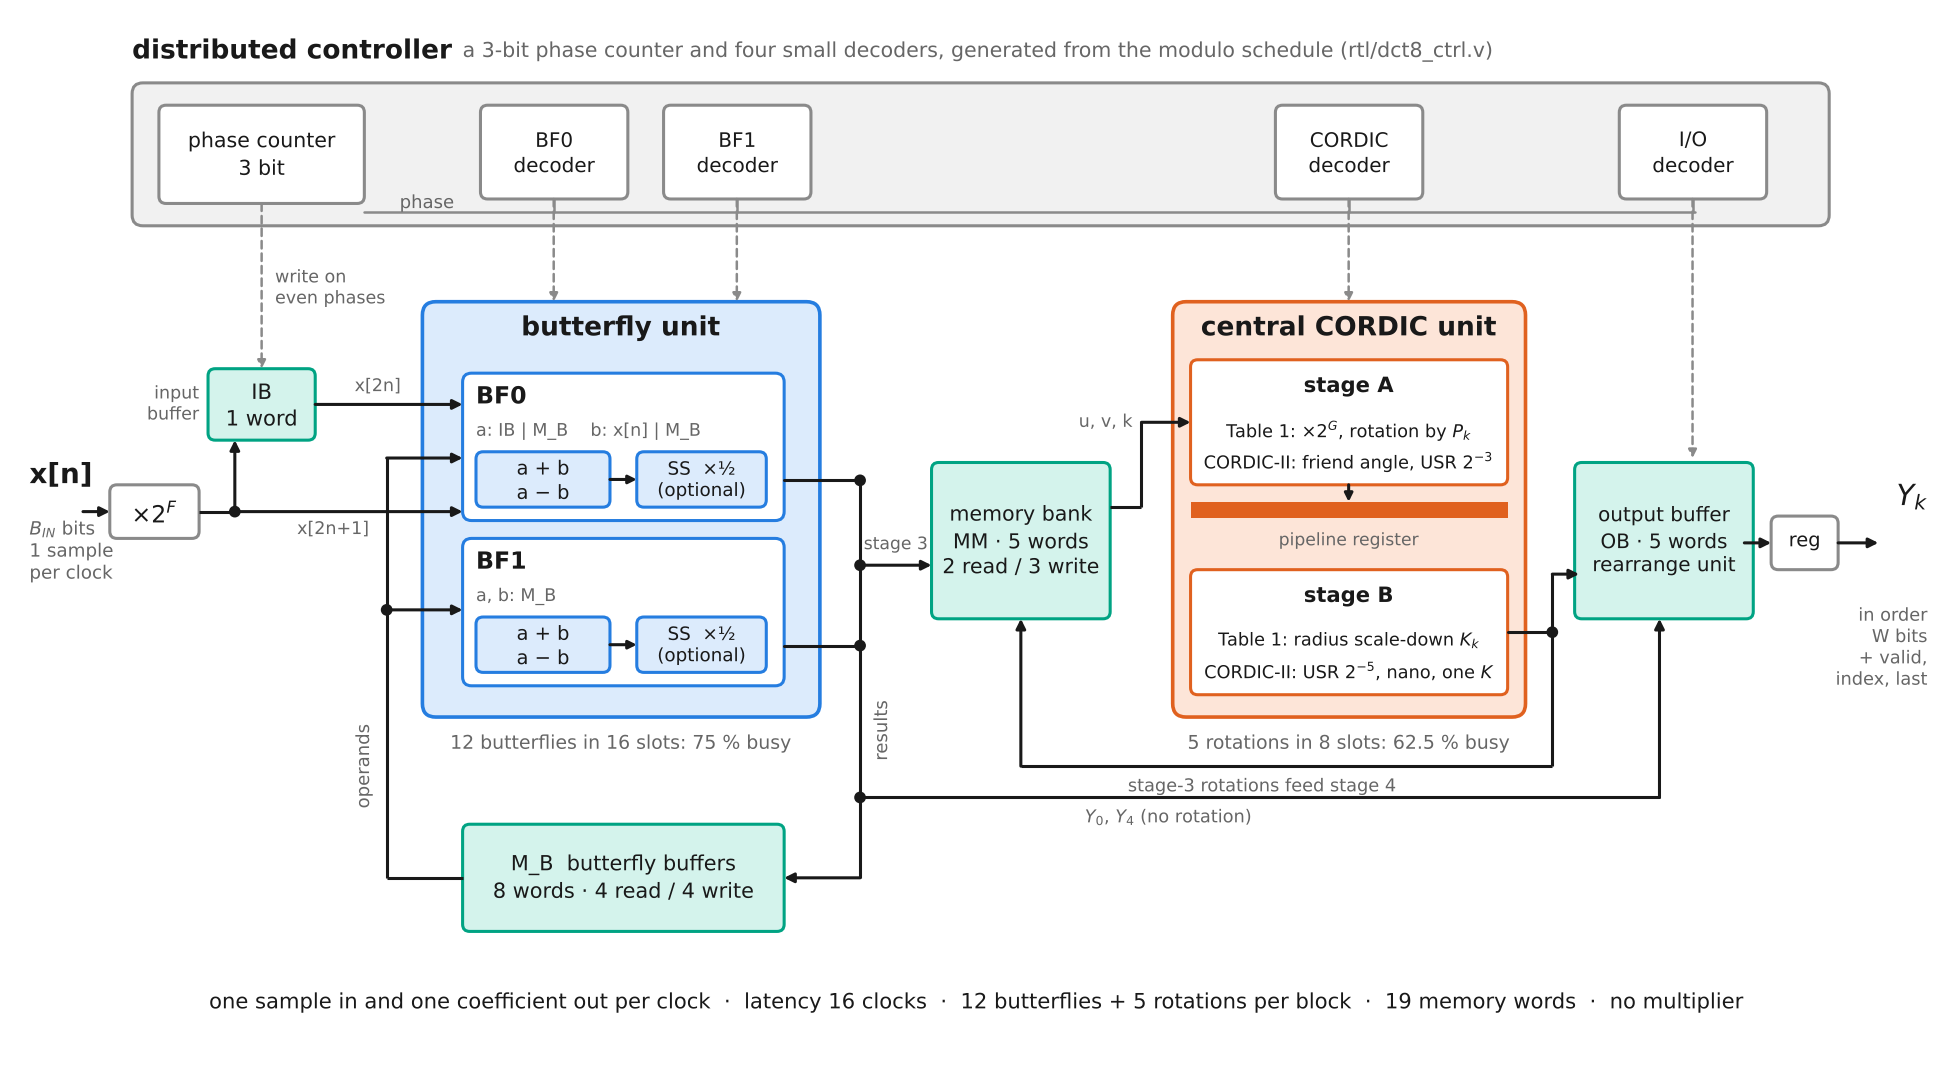 distributed controller a 3-bit phase counter and four small decoders, generated from the modulo schedule (rtl/dct8_ctrl.v)
phase counter
3 bit
BF0
decoder
BF1
decoder
CORDIC
decoder
I/O
decoder
phase
write on
even phases
butterfly unit
central CORDIC unit
input
buffer
IB
1 word
x[2n]
BF0
a: IB | M_B b: x[n] | M_B
a + b
a − b
SS ×½
(optional)
x[n]
×2^F
B_IN bits
1 sample
per clock
x[2n+1]
BF1
a, b: M_B
a + b
a − b
SS ×½
(optional)
stage 3
memory bank
MM · 5 words
2 read / 3 write
u, v, k
stage A
Table 1: ×2^G, rotation by P_k
CORDIC-II: friend angle, USR 2^−3
pipeline register
stage B
Table 1: radius scale-down K_k
CORDIC-II: USR 2^−5, nano, one K
output buffer
OB · 5 words
rearrange unit
reg
Y_k
in order
W bits
+ valid,
index, last
12 butterflies in 16 slots: 75 % busy
5 rotations in 8 slots: 62.5 % busy
operands
results
stage-3 rotations feed stage 4
Y_0, Y_4 (no rotation)
M_B butterfly buffers
8 words · 4 read / 4 write
one sample in and one coefficient out per clock · latency 16 clocks · 12 butterflies + 5 rotations per block · 19 memory words · no multiplier